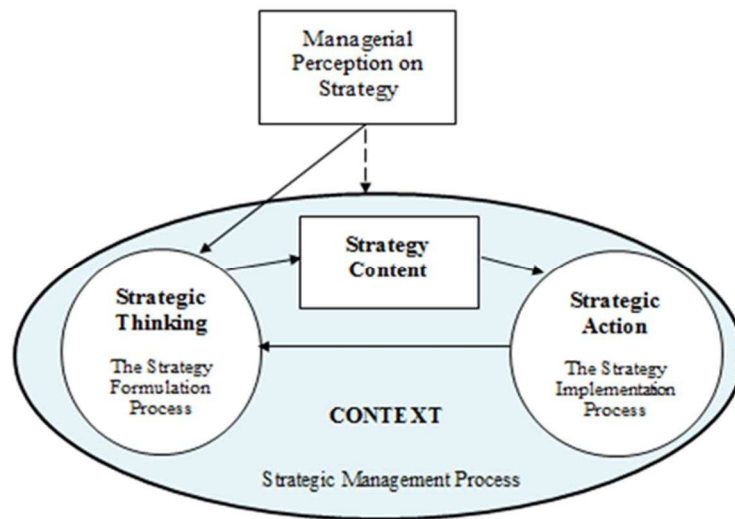 Managerial
Perception on
Strategy
Strategy
Content
Strategic
Thinking
The Strategy
Formulation
Process
Strategic
Action
The Strategy
Implementation
Process
CONTEXT
Strategic Management Process